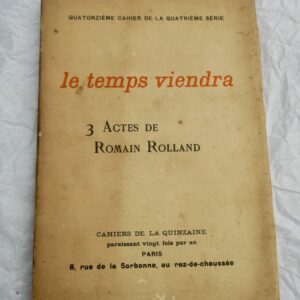 QUATORZIÈME CAHIER DE LA QUATRIÈME SÉRIE
le temps viendra
3 ACTES DE
ROMAIN ROLLAND
CAHIERS DE LA QUINZAINE
paraissant vingt fois par an
PARIS
8, rue de la Sorbonne, au rez-de-chaussée